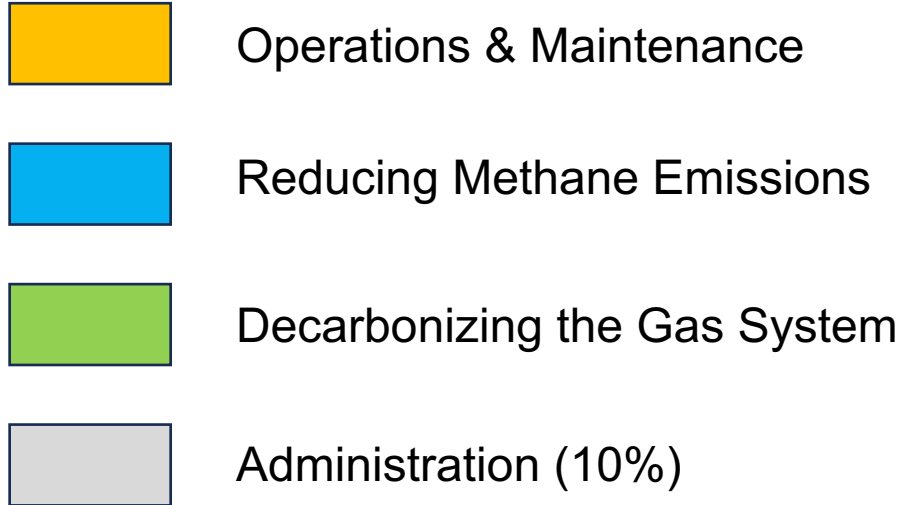 Operations & Maintenance
Reducing Methane Emissions
Decarbonizing the Gas System
Administration (10%)